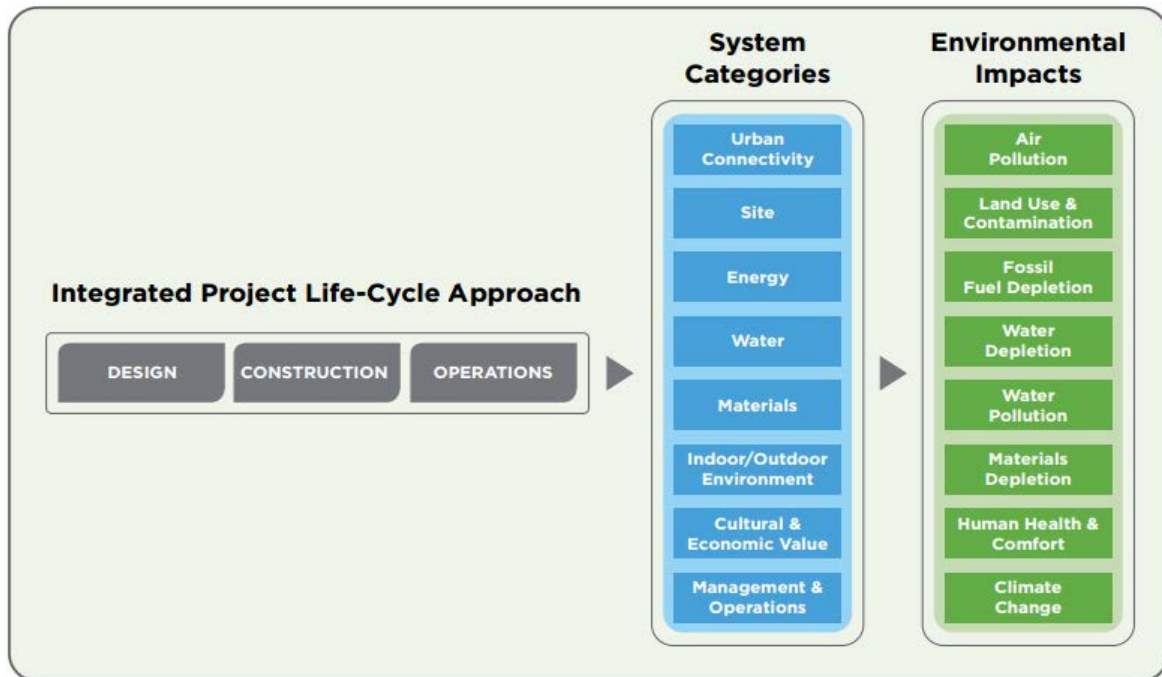 Integrated Project Life-Cycle Approach
DESIGN
CONSTRUCTION
OPERATIONS
System
Categories
Urban
Connectivity
Site
Energy
Water
Materials
Indoor/Outdoor
Environment
Cultural &
Economic Value
Management &
Operations
Environmental
Impacts
Air
Pollution
Land Use &
Contamination
Fossil
Fuel Depletion
Water
Depletion
Water
Pollution
Materials
Depletion
Human Health &
Comfort
Climate
Change